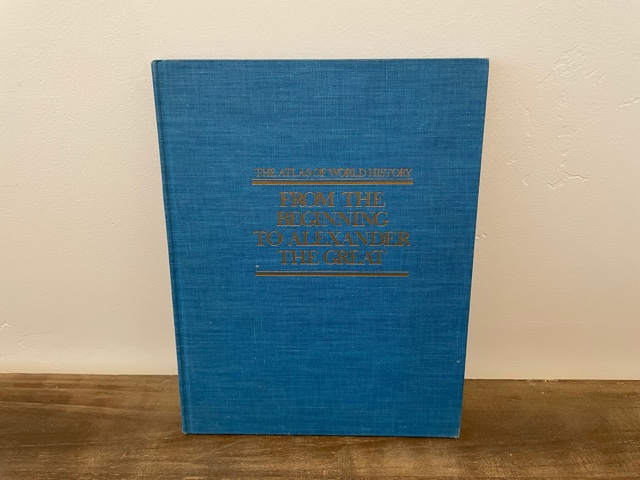 THE ATLAS OF WORLD HISTORY
FROM THE
BEGINNING
TO ALEXANDER
THE GREAT